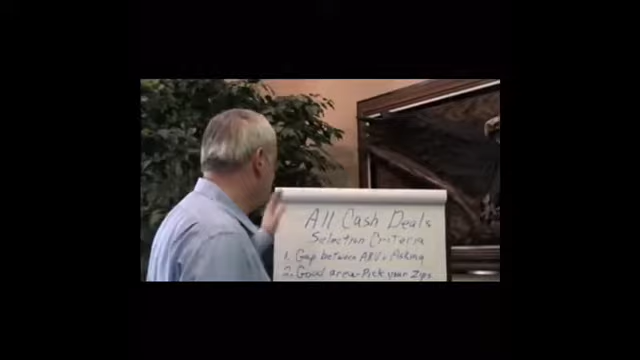 All Cash Deals
Selection Criteria
1. Gap between ARV & Asking
2. Good area-Pick your Zips